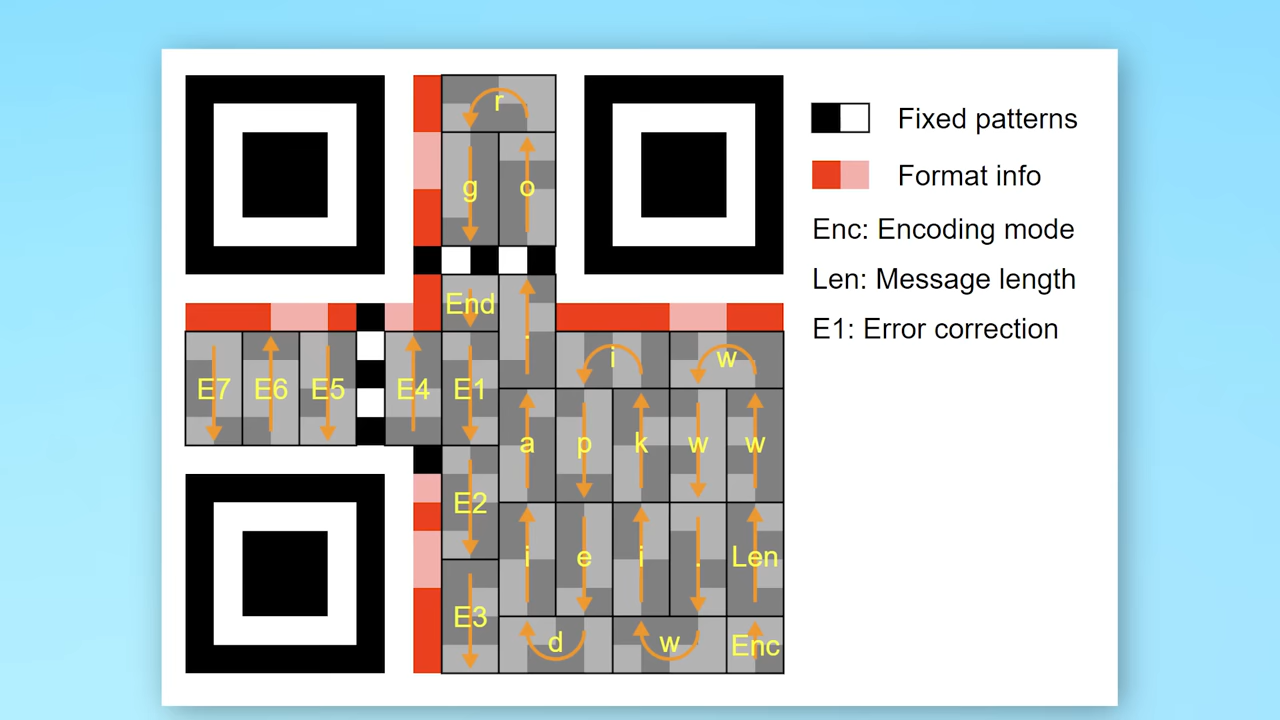 r
g o
Fixed patterns
Format info
Enc: Encoding mode
Len: Message length
E1: Error correction
End .
i w
E7 E6 E5 E4 E1
a p k w w
E2
i e i . Len
E3
d w Enc